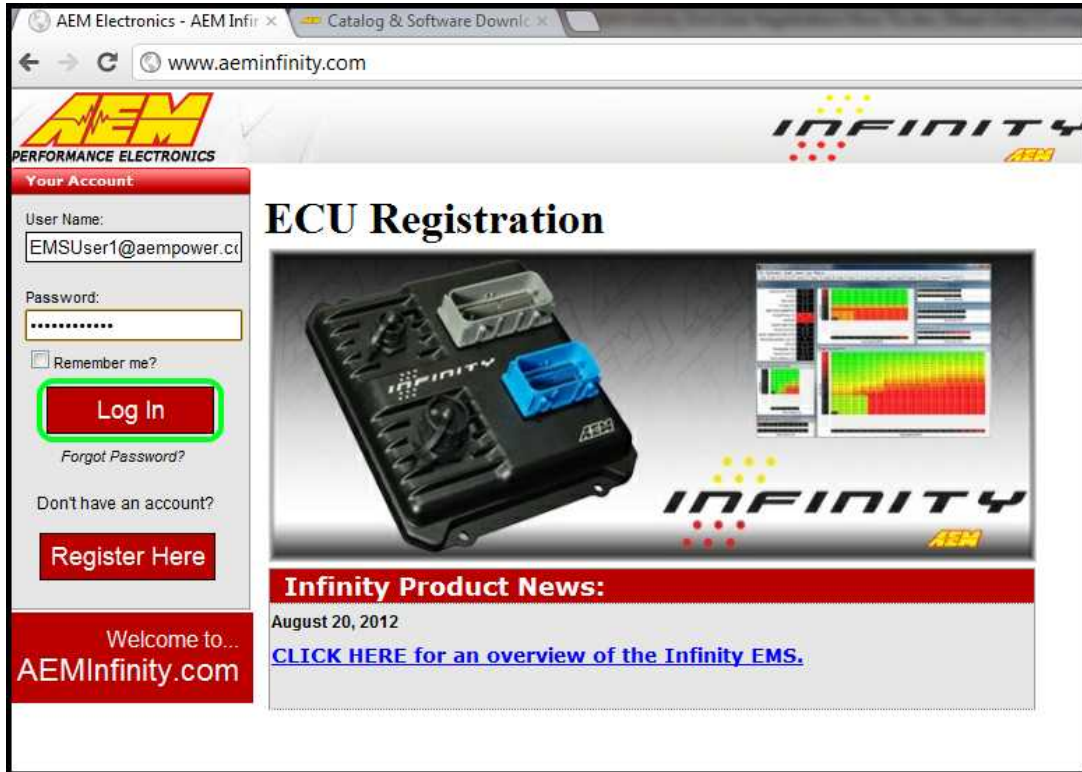 AEM Electronics - AEM Infir
Catalog & Software Downlc
www.aeminfinity.com
AEM
PERFORMANCE ELECTRONICS
INFINITY
AEM
Your Account
User Name:
EMSUser1@aempower.cc
Password:
Remember me?
Log In
Forgot Password?
Don't have an account?
Register Here
Welcome to...
AEMInfinity.com
ECU Registration
INFINITY
AEM
INFINITY
AEM
Infinity Product News:
August 20, 2012
CLICK HERE for an overview of the Infinity EMS.